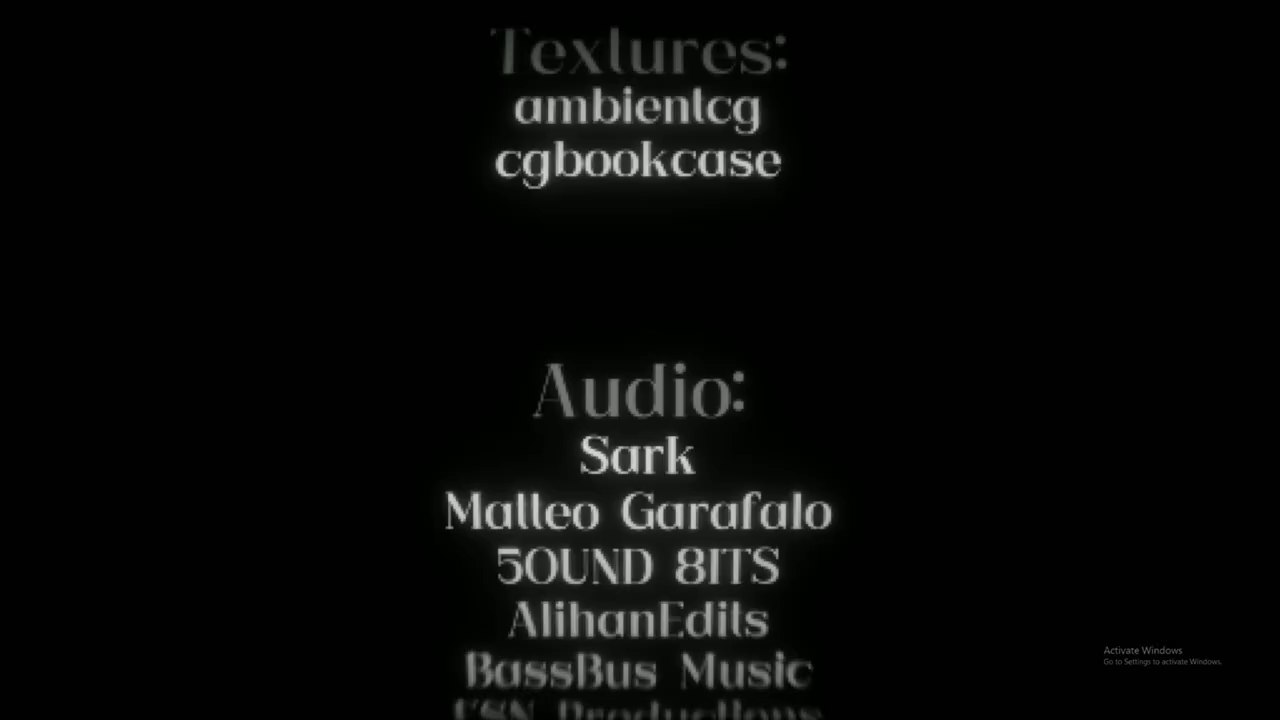 Textures:
ambientcg
cgbookcase
Audio:
Sark
Matteo Garafalo
5OUND 8ITS
AlihanEdits
BassBus Music
Productions
Activate Windows
Go to Settings to activate Windows.